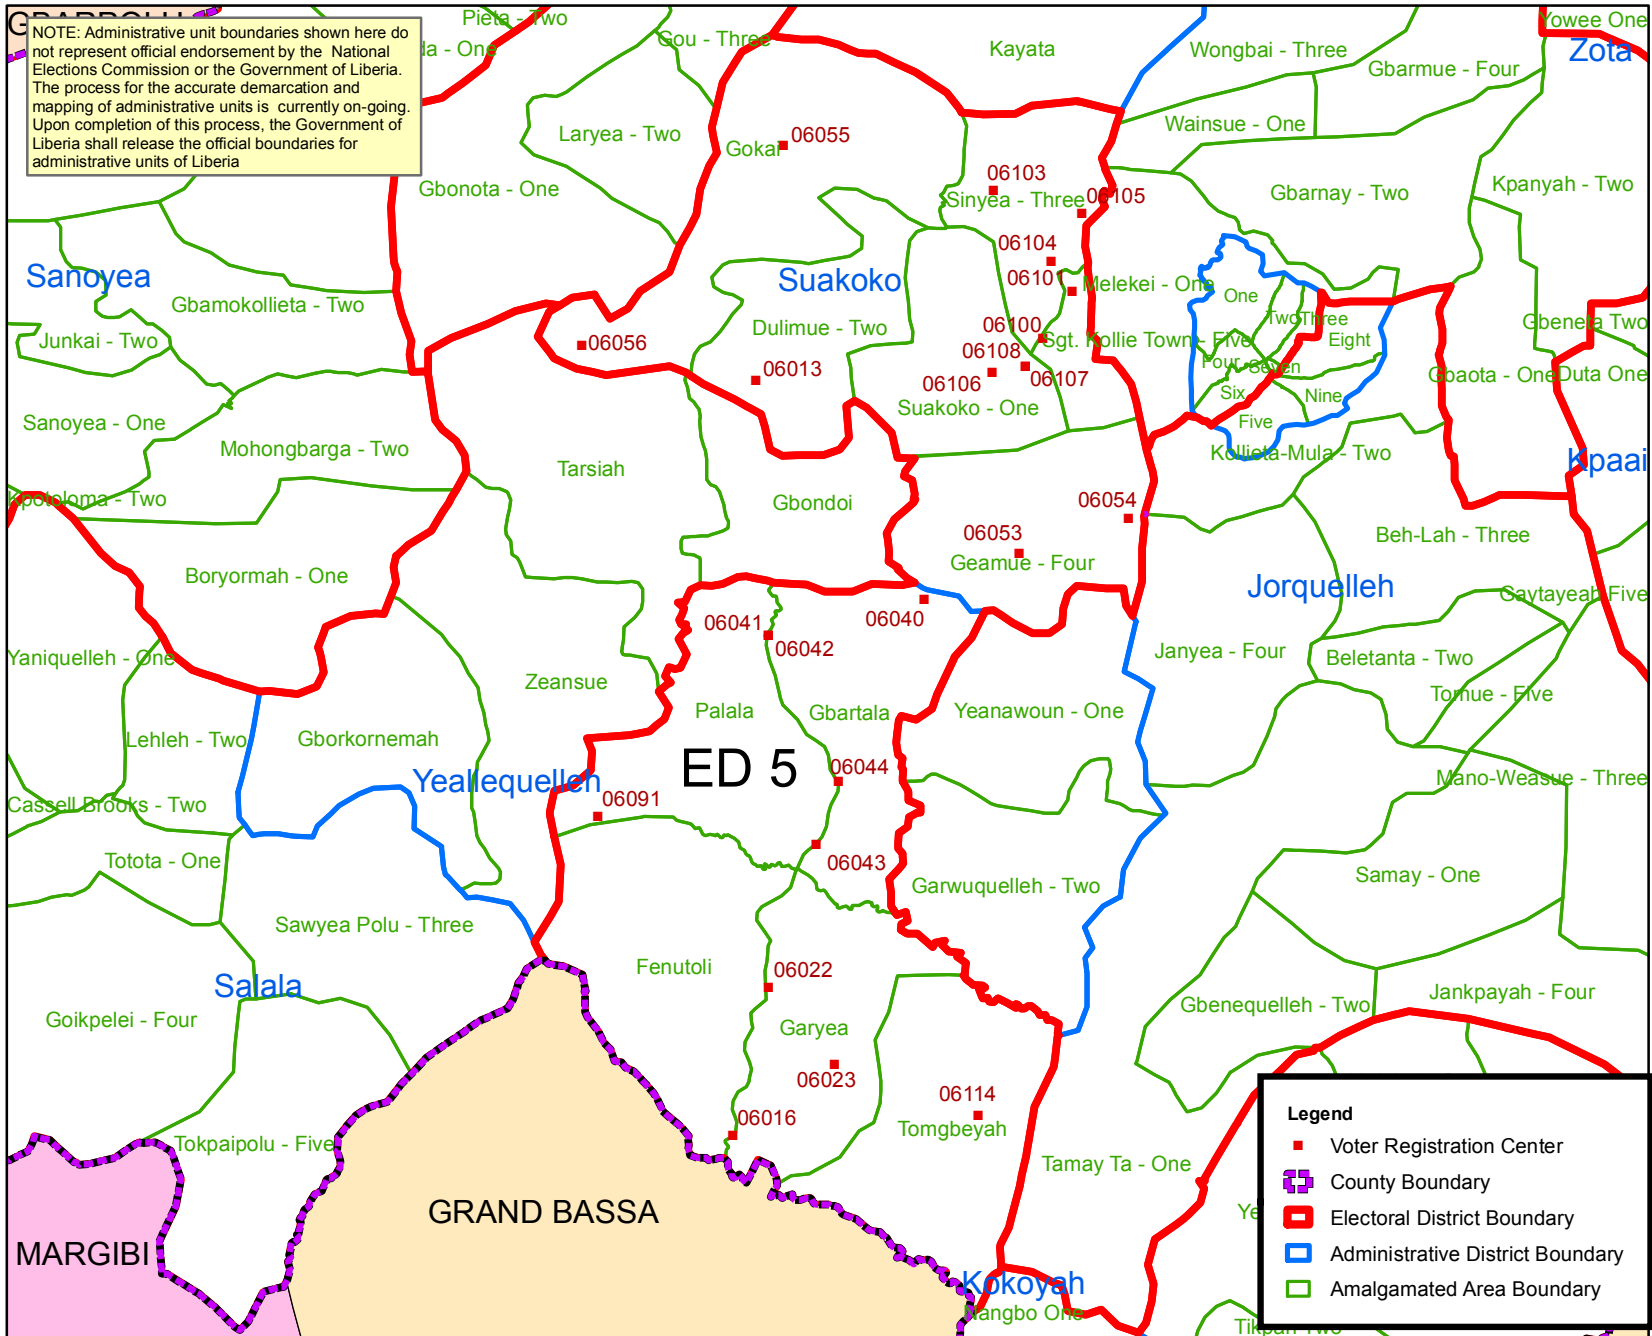 GBARPOLU
NOTE: Administrative unit boundaries shown here do
not represent official endorsement by the National
Elections Commission or the Government of Liberia.
The process for the accurate demarcation and
mapping of administrative units is currently on-going.
Upon completion of this process, the Government of
Liberia shall release the official boundaries for
administrative units of Liberia
Pieta - Two
da - One
Gou - Three
Kayata
Wongbai - Three
Yowee One
Zota
Gbarmue - Four
Laryea - Two
Gokai
06055
Wainsue - One
Gbonota - One
06103
Sinyea - Three
06105
Gbarnay - Two
Kpanyah - Two
06104
Sanoyea
Suakoko
06101
Melekei - One
One
Gbamokollieta - Two
Two
Three
Gbeneta Two
Junkai - Two
06056
Dulimue - Two
06100
Sgt. Kollie Town - Five
Eight
06108
Four
Seven
06013
06106
06107
Gbaota - One
Duta One
Sanoyea - One
Suakoko - One
Six
Nine
Five
Mohongbarga - Two
Kollieta-Mula - Two
Kpaai
Tarsiah
Kpotoloma - Two
Gbondoi
06054
06053
Beh-Lah - Three
Boryormah - One
Geamue - Four
Jorquelleh
Gaytayeah Five
06041
06040
06042
Yaniquelleh - One
Janyea - Four
Beletanta - Two
Zeansue
Tomue - Five
Palala
Gbartala
Yeanawoun - One
Lehleh - Two
Gborkornemah
ED 5
06044
Yeallequelleh
Mano-Weasue - Three
Cassell Brooks - Two
06091
06043
Totota - One
Samay - One
Garwuquelleh - Two
Sawyea Polu - Three
Fenutoli
06022
Salala
Jankpayah - Four
Gbenequelleh - Two
Goikpelei - Four
Garyea
06023
06114
06016
Tomgbeyah
Tokpaipolu - Five
Tamay Ta - One
Ye
GRAND BASSA
MARGIBI
Kokoyah
Nangbo One
Tikpan Two
Legend
Voter Registration Center
County Boundary
Electoral District Boundary
Administrative District Boundary
Amalgamated Area Boundary